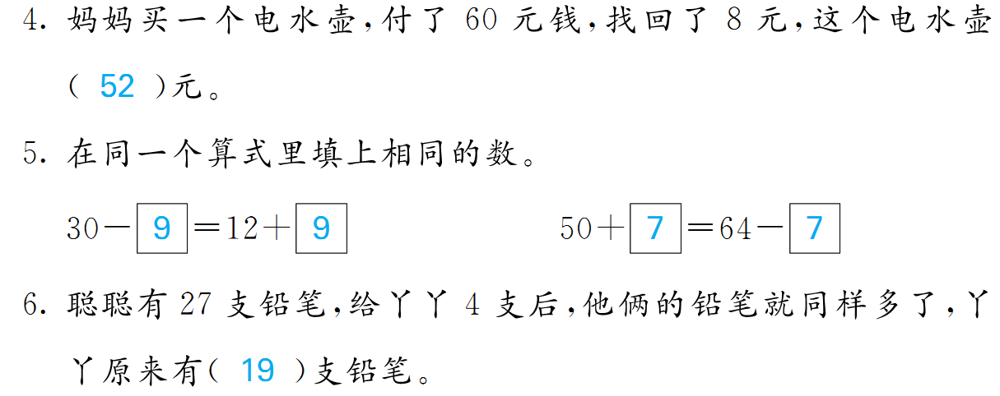 4. 妈妈买一个电水壶,付了 60 元钱,找回了 8 元,这个电水壶
( 52 )元。
5. 在同一个算式里填上相同的数。
30－9＝12＋9 50＋7＝64－7
6. 聪聪有 27 支铅笔,给丫丫 4 支后,他俩的铅笔就同样多了,丫
丫原来有( 19 )支铅笔。